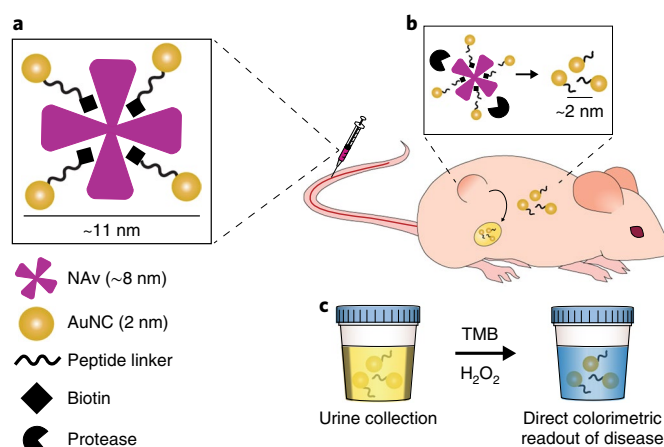 a
~11 nm
NAv (~8 nm)
AuNC (2 nm)
Peptide linker
Biotin
Protease
b
~2 nm
c
Urine collection
TMB
H₂O₂
Direct colorimetric
readout of disease